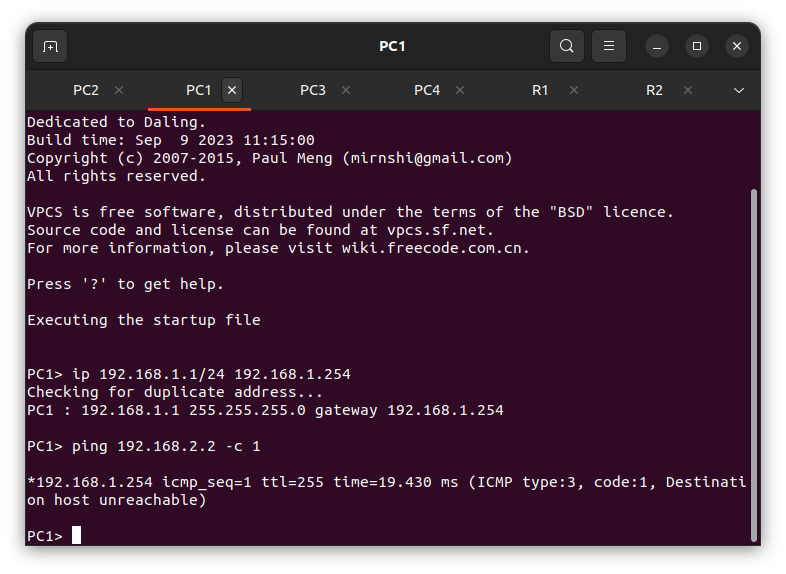 PC1
PC2
PC1
PC3
PC4
R1
R2
Dedicated to Daling.
Build time: Sep  9 2023 11:15:00
Copyright (c) 2007-2015, Paul Meng (mirnshi@gmail.com)
All rights reserved.
VPCS is free software, distributed under the terms of the "BSD" licence.
Source code and license can be found at vpcs.sf.net.
For more information, please visit wiki.freecode.com.cn.
Press '?' to get help.
Executing the startup file
PC1> ip 192.168.1.1/24 192.168.1.254
Checking for duplicate address...
PC1 : 192.168.1.1 255.255.255.0 gateway 192.168.1.254
PC1> ping 192.168.2.2 -c 1
*192.168.1.254 icmp_seq=1 ttl=255 time=19.430 ms (ICMP type:3, code:1, Destinati
on host unreachable)
PC1>